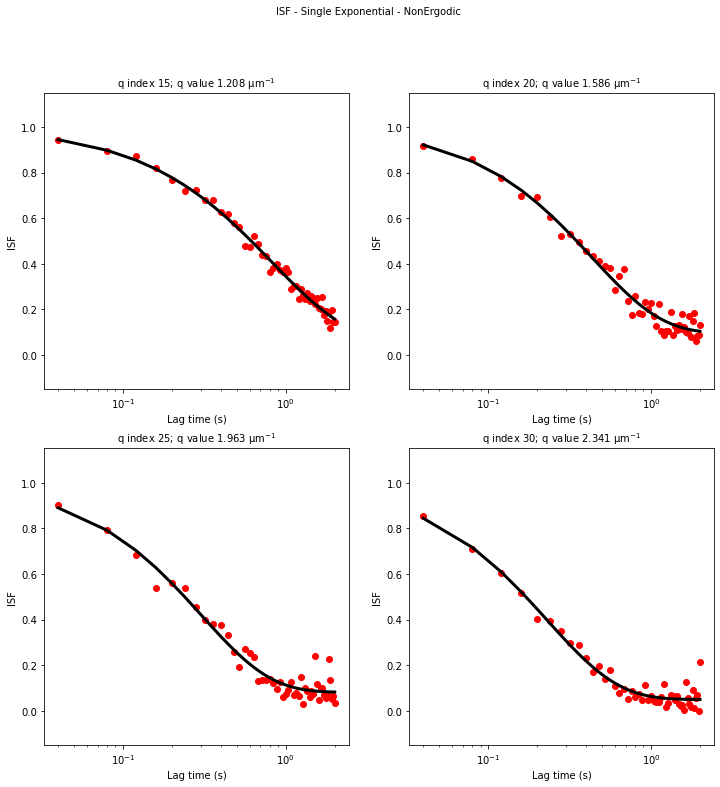 ISF - Single Exponential - NonErgodic
q index 15; q value 1.208 μm⁻¹
q index 20; q value 1.586 μm⁻¹
1.0
0.8
0.6
0.4
0.2
0.0
ISF
10⁻¹
10⁰
Lag time (s)
1.0
0.8
0.6
0.4
0.2
0.0
ISF
10⁻¹
10⁰
Lag time (s)
q index 25; q value 1.963 μm⁻¹
q index 30; q value 2.341 μm⁻¹
1.0
0.8
0.6
0.4
0.2
0.0
ISF
10⁻¹
10⁰
Lag time (s)
1.0
0.8
0.6
0.4
0.2
0.0
ISF
10⁻¹
10⁰
Lag time (s)